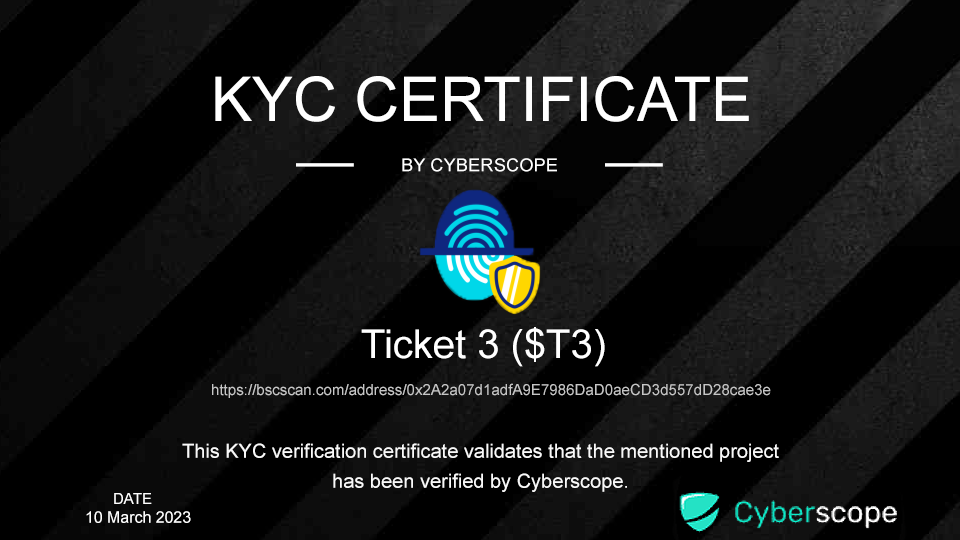 KYC CERTIFICATE
BY CYBERSCOPE
Ticket 3 ($T3)
https://bscscan.com/address/0x2A2a07d1adfA9E7986DaD0aeCD3d557dD28cae3e
This KYC verification certificate validates that the mentioned project
has been verified by Cyberscope.
DATE
10 March 2023
Cyberscope